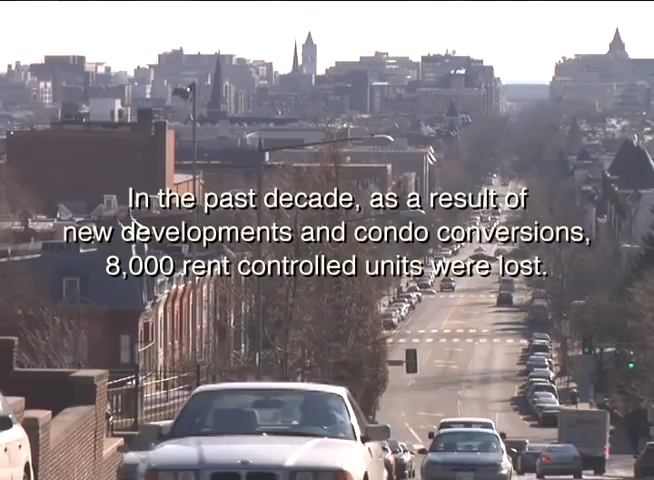 In the past decade, as a result of
new developments and condo conversions,
8,000 rent controlled units were lost.